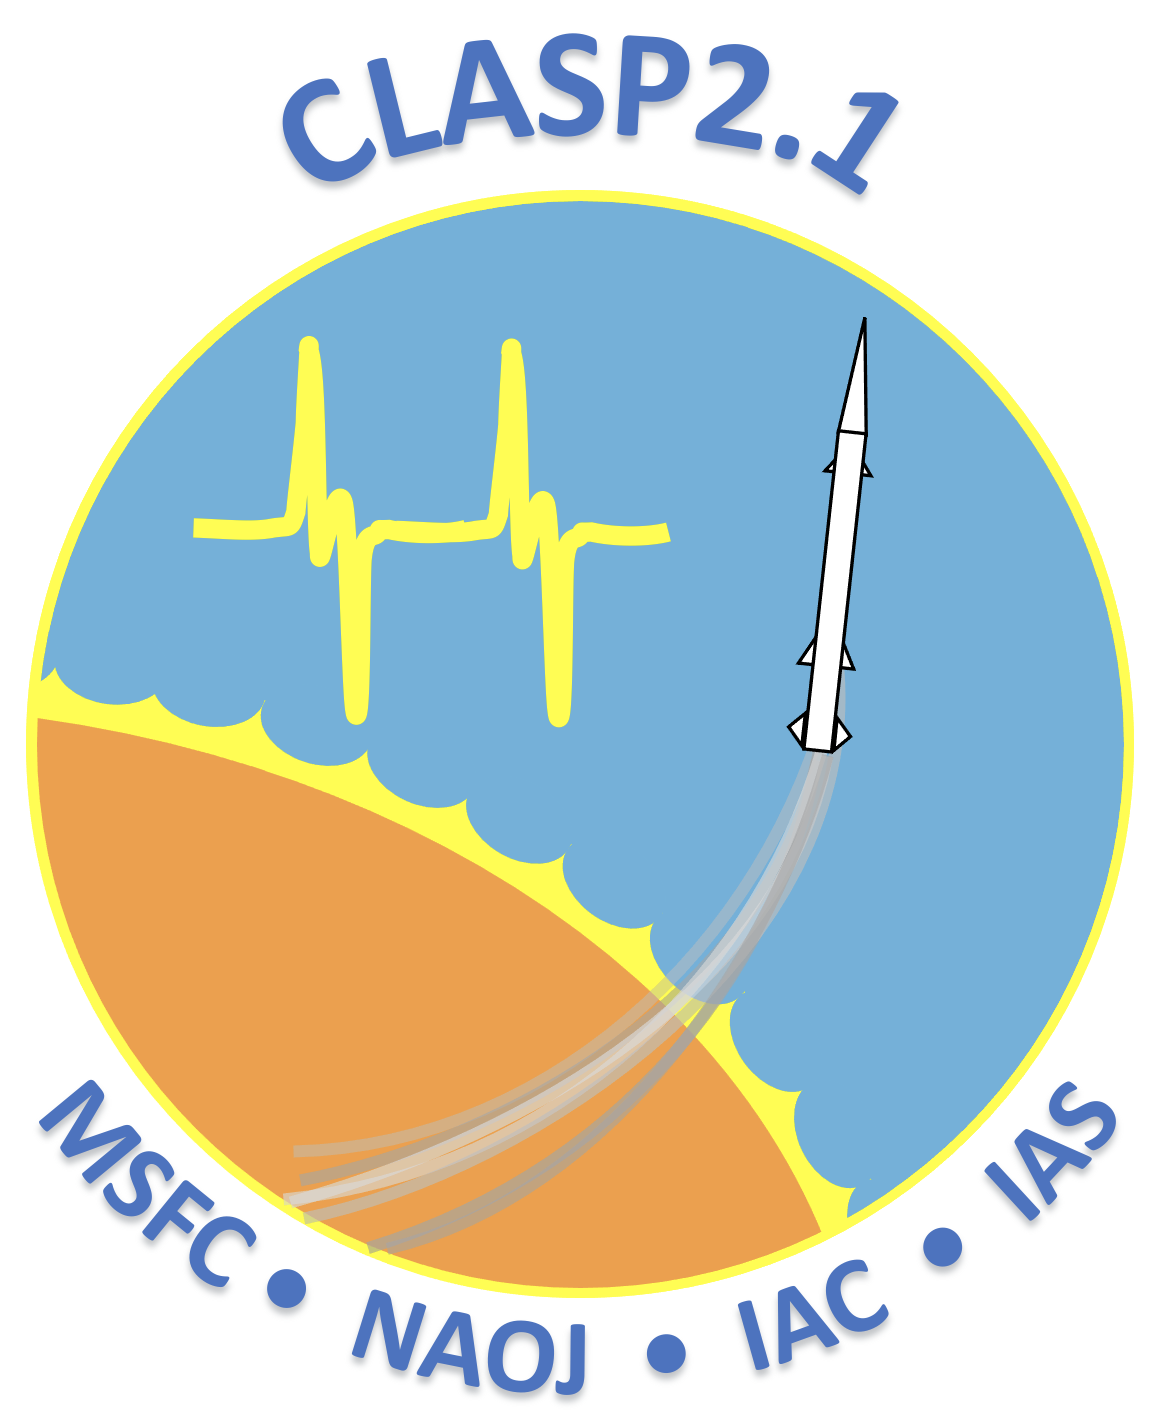 CLASP2.1
MSFC • NAOJ • IAC • IAS